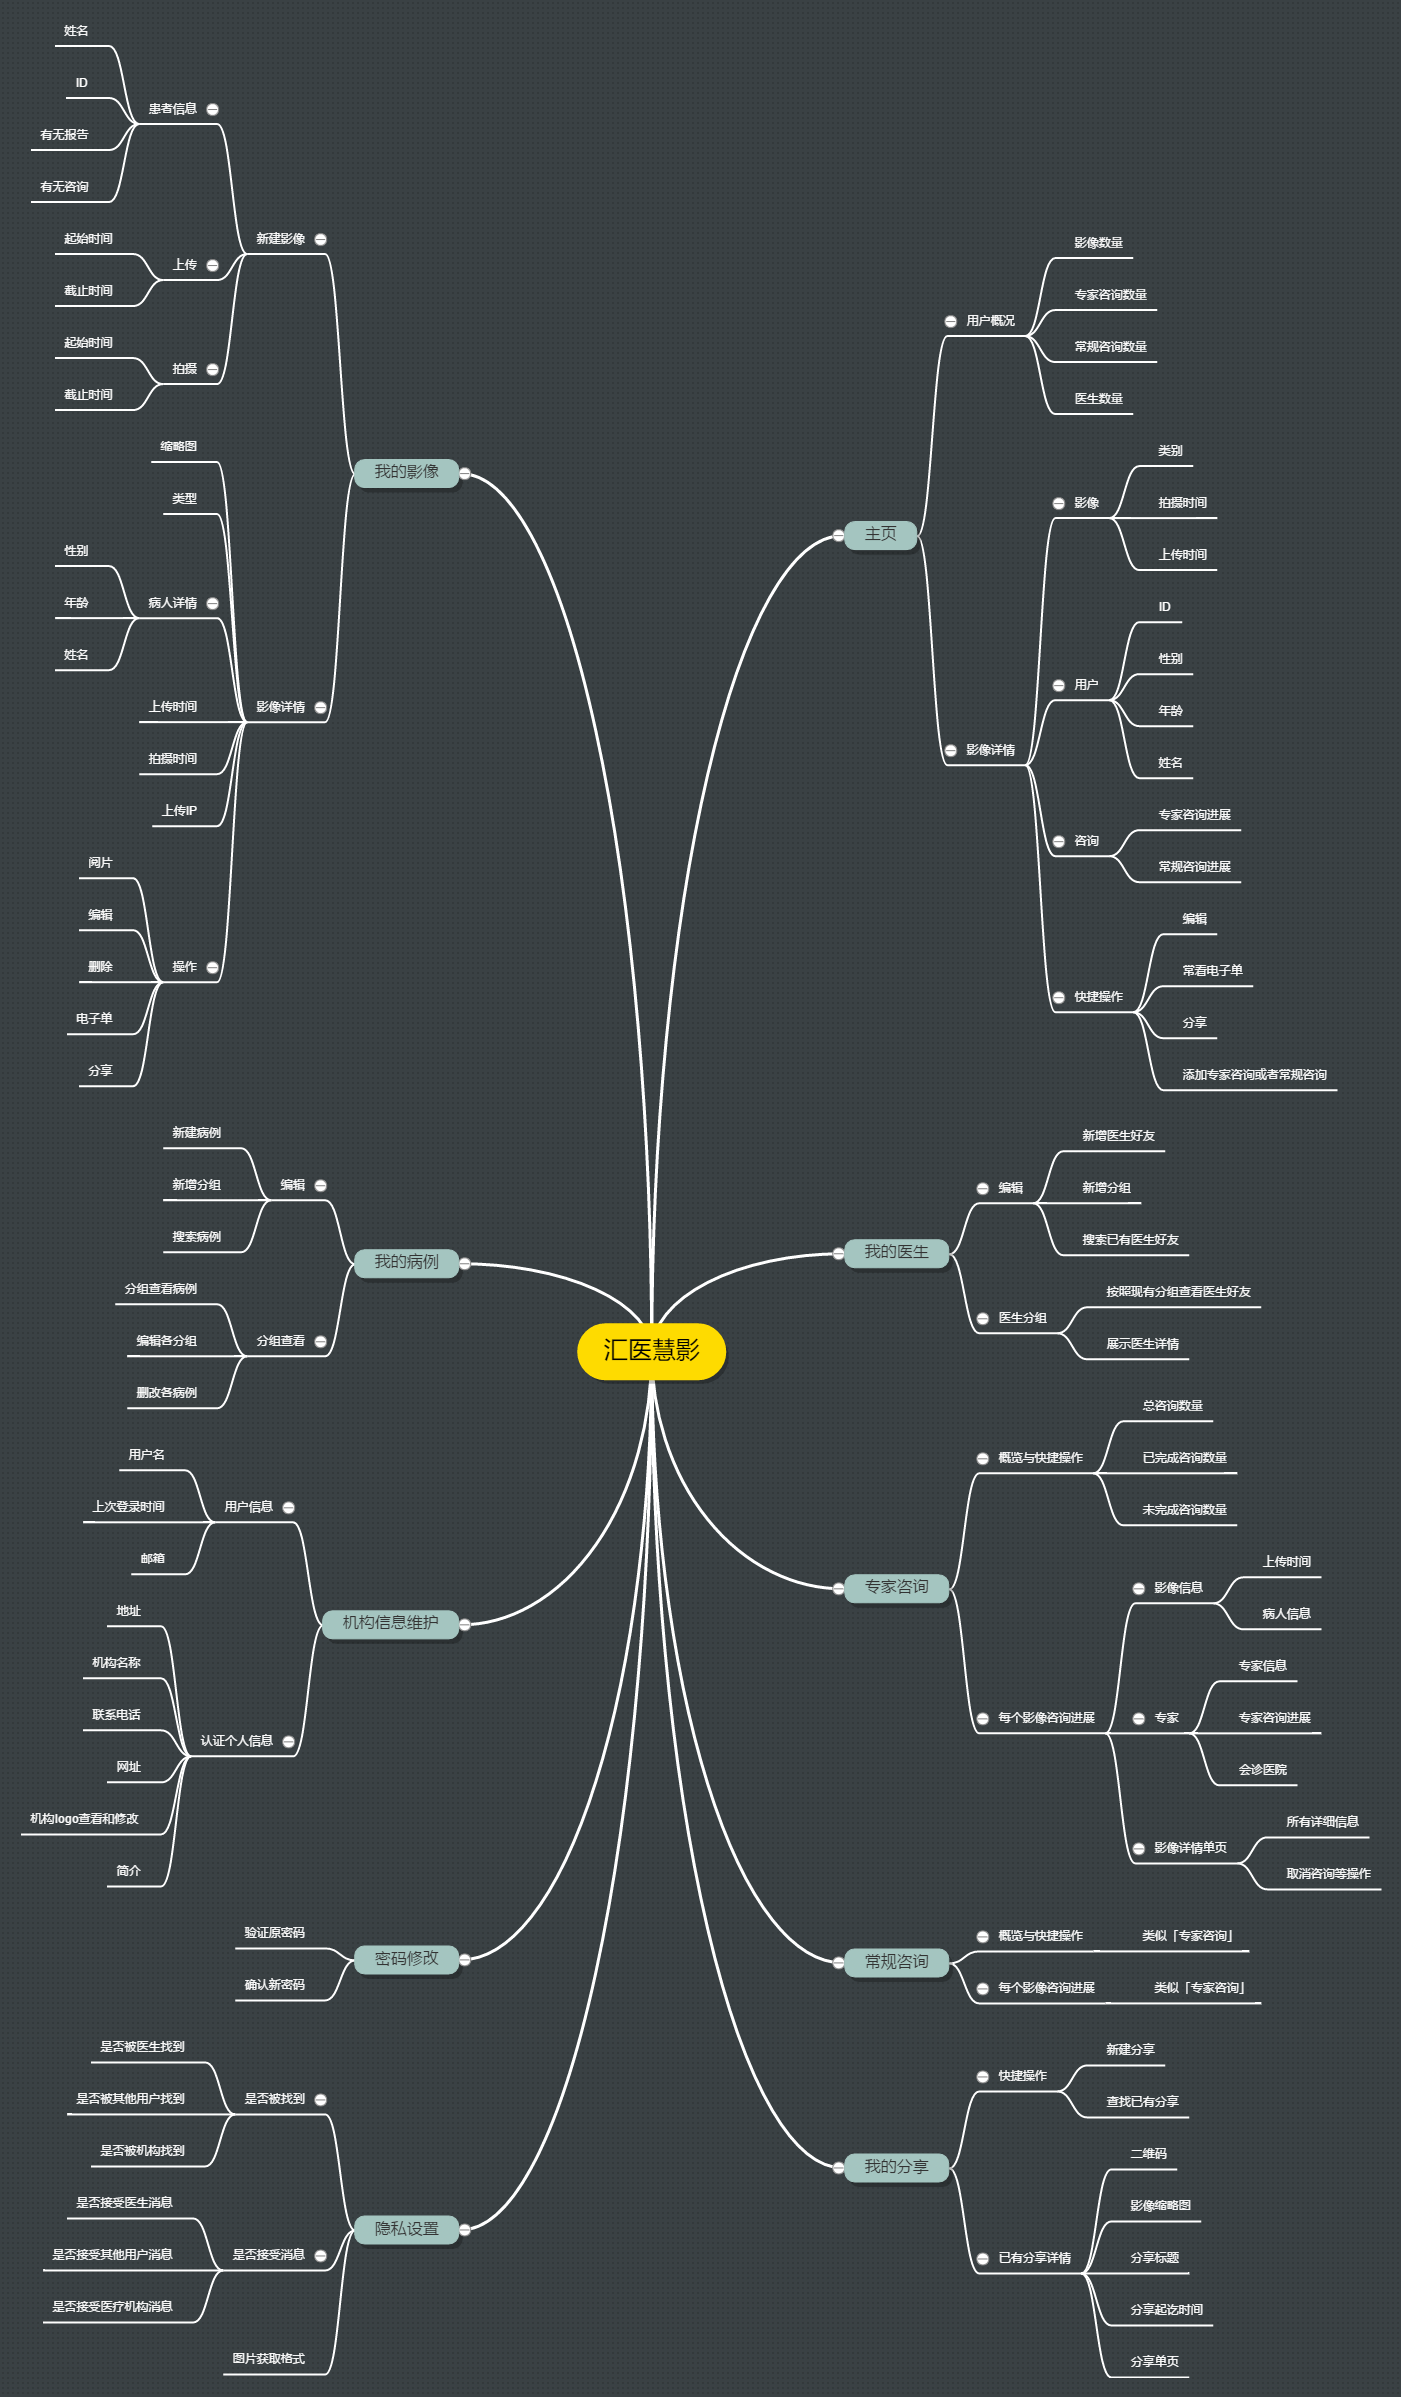 汇医慧影
主页
用户概况
影像数量
专家咨询数量
常规咨询数量
医生数量
影像详情
影像
类别
拍摄时间
上传时间
用户
ID
性别
年龄
姓名
咨询
专家咨询进展
常规咨询进展
快捷操作
编辑
常看电子单
分享
添加专家咨询或者常规咨询
我的医生
编辑
新增医生好友
新增分组
搜索已有医生好友
医生分组
按照现有分组查看医生好友
展示医生详情
专家咨询
概览与快捷操作
总咨询数量
已完成咨询数量
未完成咨询数量
每个影像咨询进展
影像信息
上传时间
病人信息
专家
专家信息
专家咨询进展
会诊医院
影像详情单页
所有详细信息
取消咨询等操作
常规咨询
概览与快捷操作
类似「专家咨询」
每个影像咨询进展
类似「专家咨询」
我的分享
快捷操作
新建分享
查找已有分享
已有分享详情
二维码
影像缩略图
分享标题
分享起讫时间
分享单页
我的影像
新建影像
患者信息
姓名
ID
有无报告
有无咨询
上传
起始时间
截止时间
拍摄
起始时间
截止时间
影像详情
缩略图
类型
病人详情
性别
年龄
姓名
上传时间
拍摄时间
上传IP
操作
阅片
编辑
删除
电子单
分享
我的病例
编辑
新建病例
新增分组
搜索病例
分组查看
分组查看病例
编辑各分组
删改各病例
机构信息维护
用户信息
用户名
上次登录时间
邮箱
认证个人信息
地址
机构名称
联系电话
网址
机构logo查看和修改
简介
密码修改
验证原密码
确认新密码
隐私设置
是否被找到
是否被医生找到
是否被其他用户找到
是否被机构找到
是否接受消息
是否接受医生消息
是否接受其他用户消息
是否接受医疗机构消息
图片获取格式